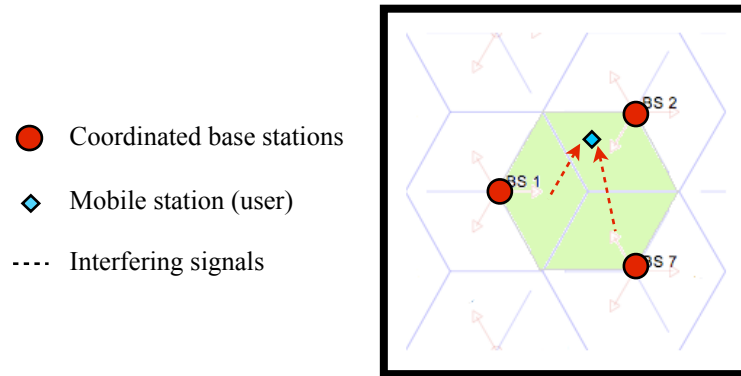 Coordinated base stations
Mobile station (user)
Interfering signals
BS 2
BS 1
BS 7